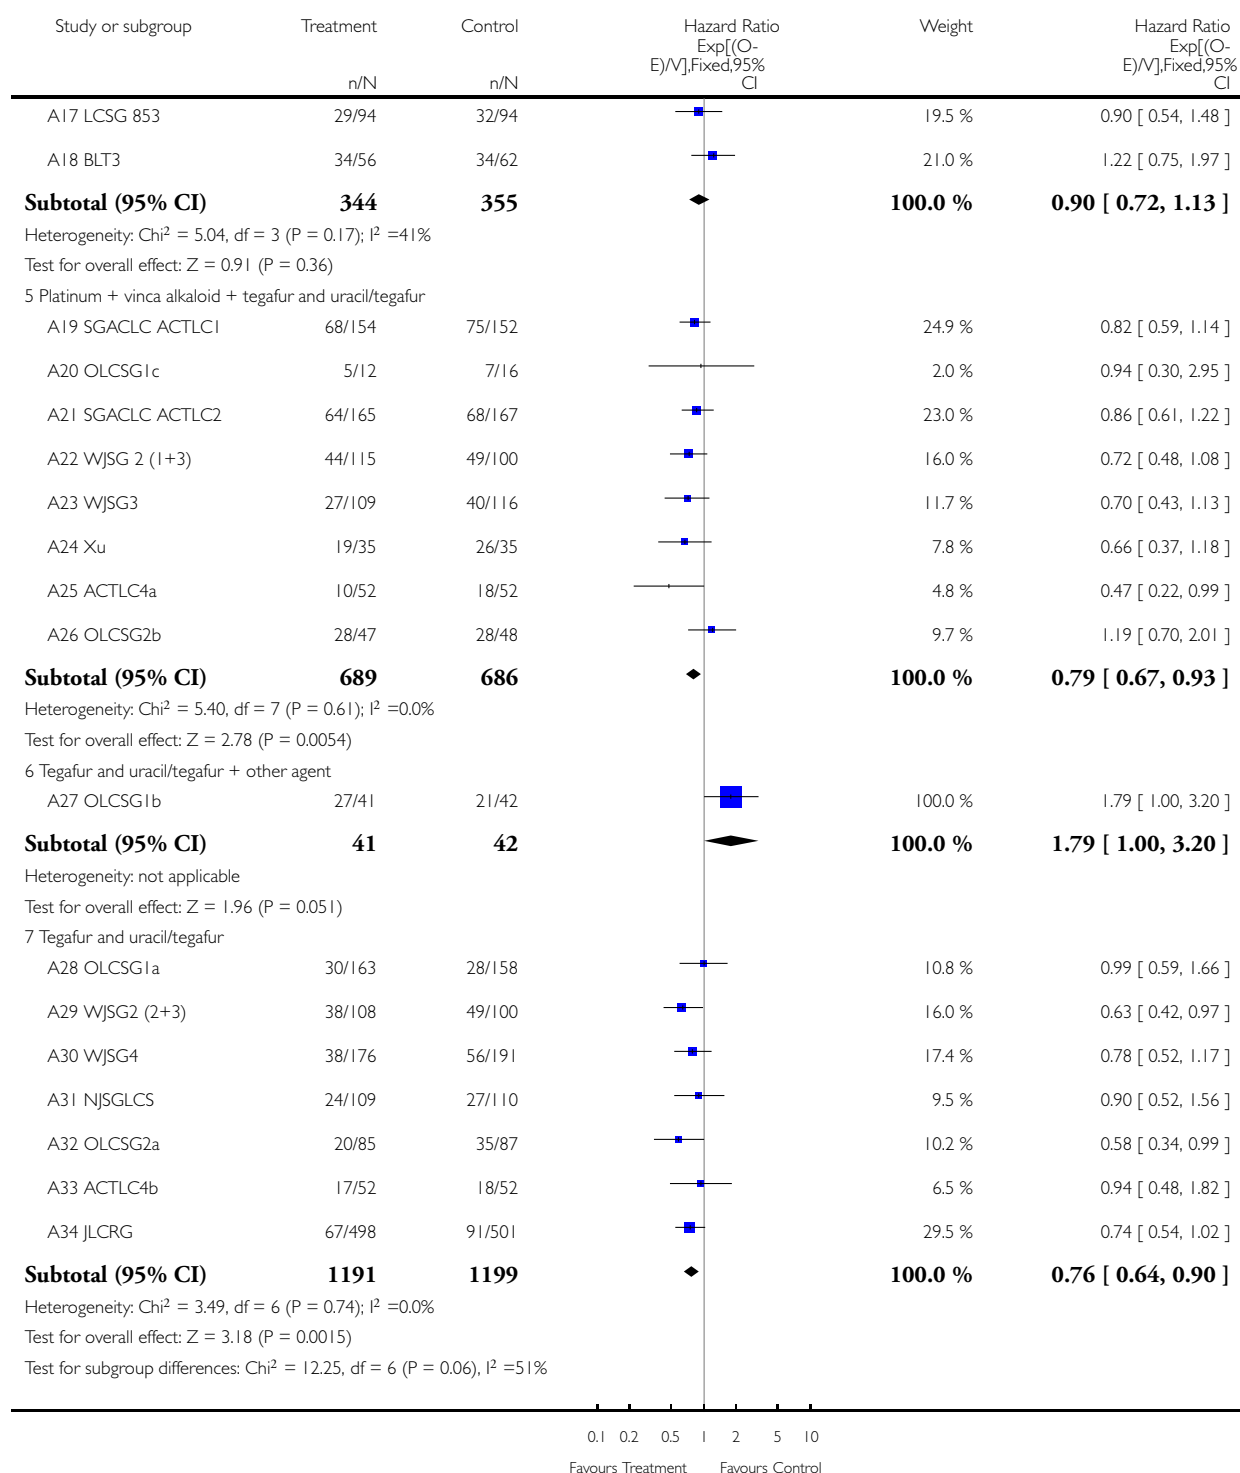 Study or subgroup Treatment Control Hazard Ratio Weight Hazard Ratio
Exp[(O- Exp[(O-
E)/V],Fixed,95% E)/V],Fixed,95%
n/N n/N CI CI
A17 LCSG 853 29/94 32/94 19.5 % 0.90 [ 0.54, 1.48 ]
A18 BLT3 34/56 34/62 21.0 % 1.22 [ 0.75, 1.97 ]
Subtotal (95% CI) 344 355 100.0 % 0.90 [ 0.72, 1.13 ]
Heterogeneity: Chi² = 5.04, df = 3 (P = 0.17); I² =41%
Test for overall effect: Z = 0.91 (P = 0.36)
5 Platinum + vinca alkaloid + tegafur and uracil/tegafur
A19 SGACLC ACTLC1 68/154 75/152 24.9 % 0.82 [ 0.59, 1.14 ]
A20 OLCSG1c 5/12 7/16 2.0 % 0.94 [ 0.30, 2.95 ]
A21 SGACLC ACTLC2 64/165 68/167 23.0 % 0.86 [ 0.61, 1.22 ]
A22 WJSG 2 (1+3) 44/115 49/100 16.0 % 0.72 [ 0.48, 1.08 ]
A23 WJSG3 27/109 40/116 11.7 % 0.70 [ 0.43, 1.13 ]
A24 Xu 19/35 26/35 7.8 % 0.66 [ 0.37, 1.18 ]
A25 ACTLC4a 10/52 18/52 4.8 % 0.47 [ 0.22, 0.99 ]
A26 OLCSG2b 28/47 28/48 9.7 % 1.19 [ 0.70, 2.01 ]
Subtotal (95% CI) 689 686 100.0 % 0.79 [ 0.67, 0.93 ]
Heterogeneity: Chi² = 5.40, df = 7 (P = 0.61); I² =0.0%
Test for overall effect: Z = 2.78 (P = 0.0054)
6 Tegafur and uracil/tegafur + other agent
A27 OLCSG1b 27/41 21/42 100.0 % 1.79 [ 1.00, 3.20 ]
Subtotal (95% CI) 41 42 100.0 % 1.79 [ 1.00, 3.20 ]
Heterogeneity: not applicable
Test for overall effect: Z = 1.96 (P = 0.051)
7 Tegafur and uracil/tegafur
A28 OLCSG1a 30/163 28/158 10.8 % 0.99 [ 0.59, 1.66 ]
A29 WJSG2 (2+3) 38/108 49/100 16.0 % 0.63 [ 0.42, 0.97 ]
A30 WJSG4 38/176 56/191 17.4 % 0.78 [ 0.52, 1.17 ]
A31 NJSGLCS 24/109 27/110 9.5 % 0.90 [ 0.52, 1.56 ]
A32 OLCSG2a 20/85 35/87 10.2 % 0.58 [ 0.34, 0.99 ]
A33 ACTLC4b 17/52 18/52 6.5 % 0.94 [ 0.48, 1.82 ]
A34 JLCRG 67/498 91/501 29.5 % 0.74 [ 0.54, 1.02 ]
Subtotal (95% CI) 1191 1199 100.0 % 0.76 [ 0.64, 0.90 ]
Heterogeneity: Chi² = 3.49, df = 6 (P = 0.74); I² =0.0%
Test for overall effect: Z = 3.18 (P = 0.0015)
Test for subgroup differences: Chi² = 12.25, df = 6 (P = 0.06), I² =51%
0.1 0.2 0.5 1 2 5 10
Favours Treatment Favours Control